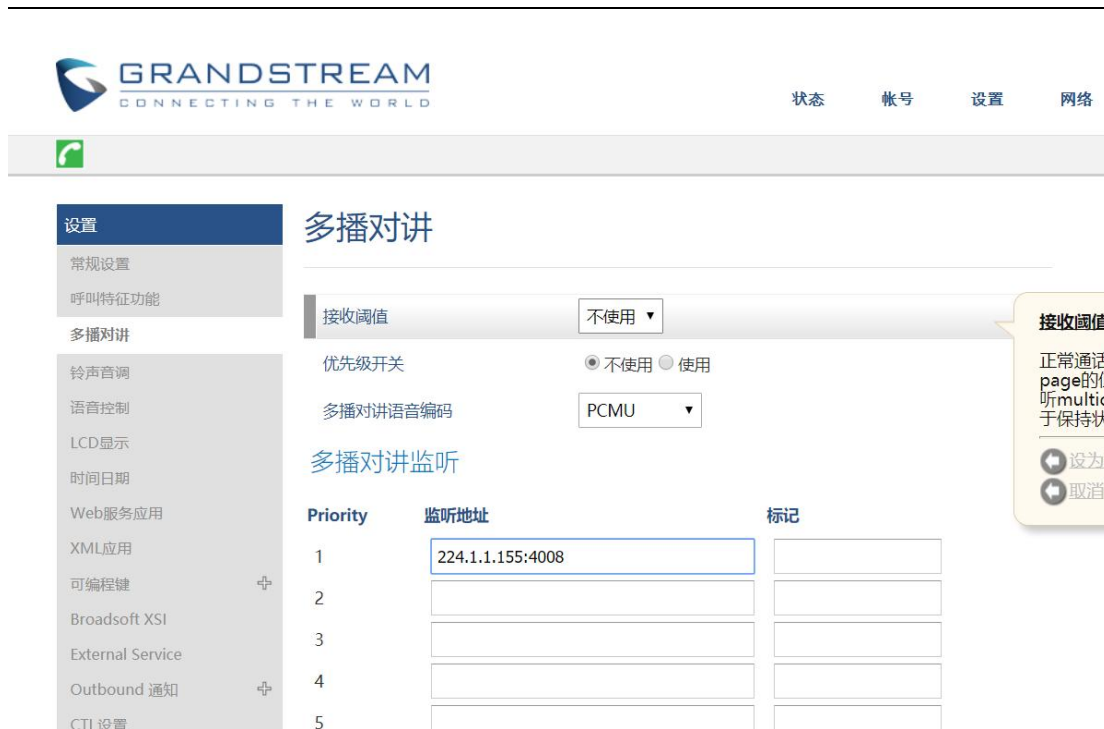 GRANDSTREAM
CONNECTING THE WORLD
状态 帐号 设置 网络
设置
常规设置
呼叫特征功能
多播对讲
铃声音调
语音控制
LCD显示
时间日期
Web服务应用
XML应用
可编程键
Broadsoft XSI
External Service
Outbound 通知
CTI 设置
多播对讲
接收阈值 不使用
优先级开关 不使用 使用
多播对讲语音编码 PCMU
多播对讲监听
Priority 监听地址 标记
1 224.1.1.155:4008
2
3
4
5
接收阈值
正常通话
page的
听multic
于保持状
设为
取消